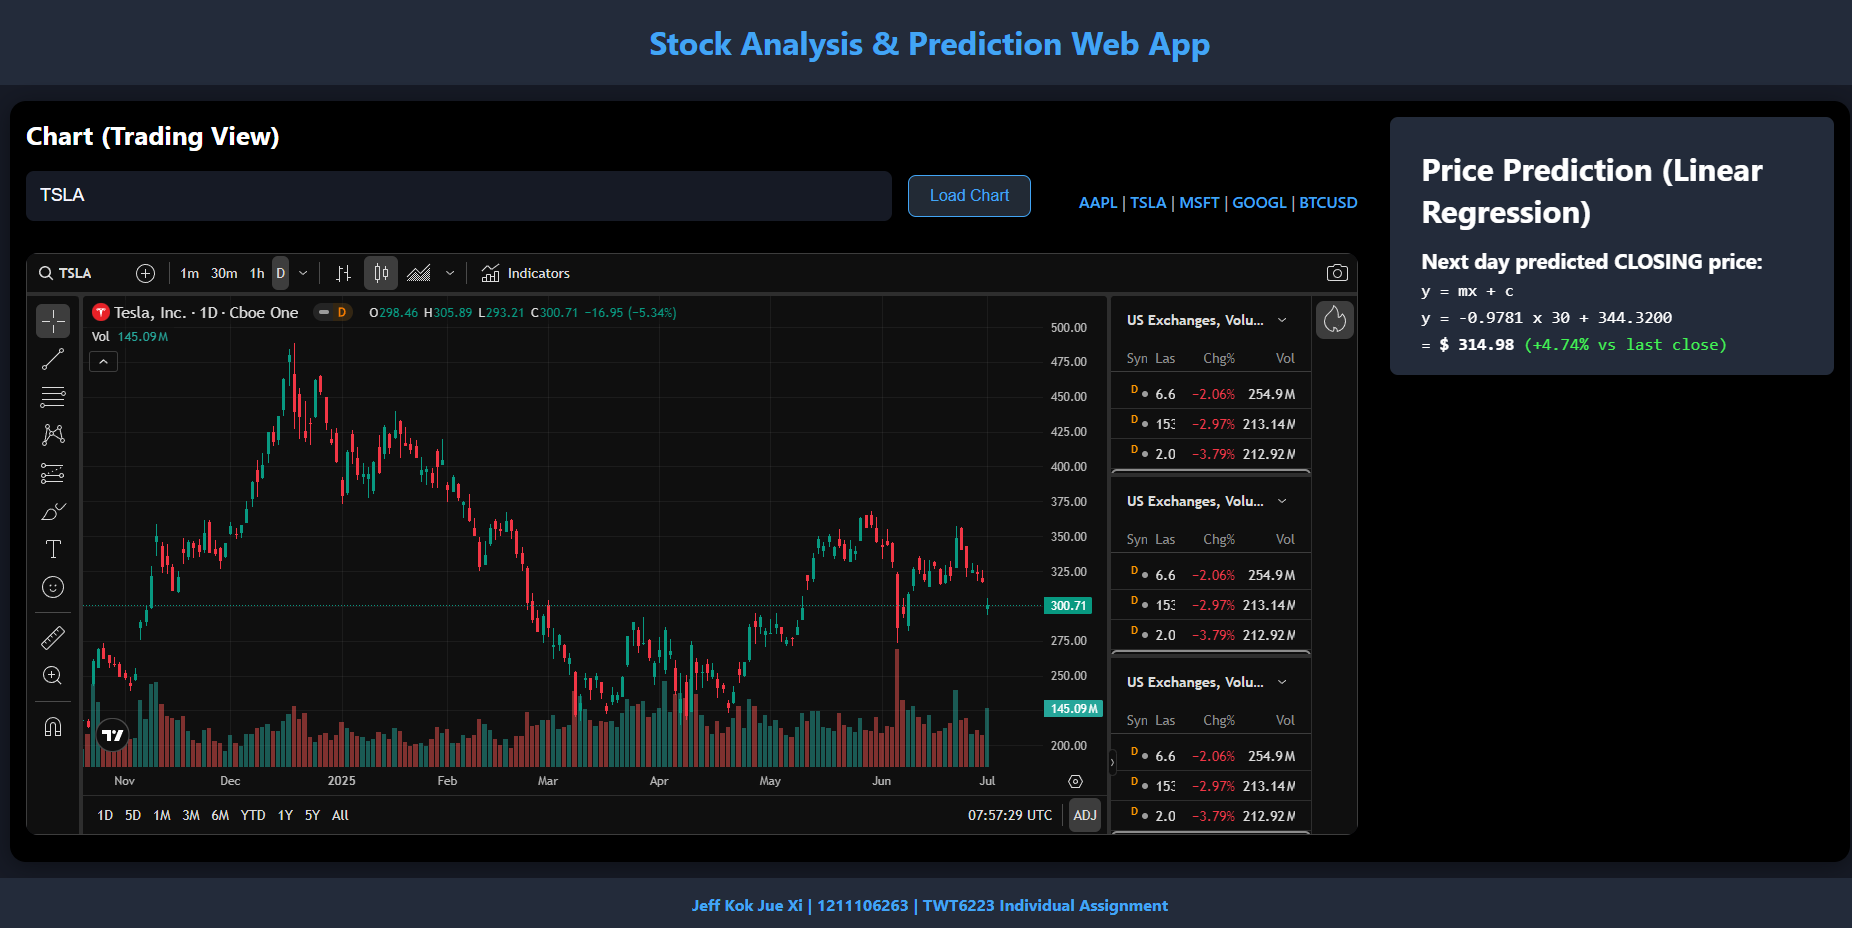 Stock Analysis & Prediction Web App
Chart (Trading View)
TSLA
Load Chart
AAPL | TSLA | MSFT | GOOGL | BTCUSD
TSLA 1m 30m 1h D Indicators
Tesla, Inc. · 1D · Cboe One D O298.46 H305.89 L293.21 C300.71 −16.95 (−5.34%)
Vol 145.09M
500.00
475.00
450.00
425.00
400.00
375.00
350.00
325.00
300.71
275.00
250.00
145.09M
200.00
Nov Dec 2025 Feb Mar Apr May Jun Jul
1D 5D 1M 3M 6M YTD 1Y 5Y All 07:57:29 UTC ADJ
US Exchanges, Volu...
Syn Las Chg% Vol
D 6.6 −2.06% 254.9M
D 153 −2.97% 213.14M
D 2.0 −3.79% 212.92M
US Exchanges, Volu...
Syn Las Chg% Vol
D 6.6 −2.06% 254.9M
D 153 −2.97% 213.14M
D 2.0 −3.79% 212.92M
US Exchanges, Volu...
Syn Las Chg% Vol
D 6.6 −2.06% 254.9M
D 153 −2.97% 213.14M
D 2.0 −3.79% 212.92M
Price Prediction (Linear
Regression)
Next day predicted CLOSING price:
y = mx + c
y = -0.9781 x 30 + 344.3200
= $ 314.98 (+4.74% vs last close)
Jeff Kok Jue Xi | 1211106263 | TWT6223 Individual Assignment